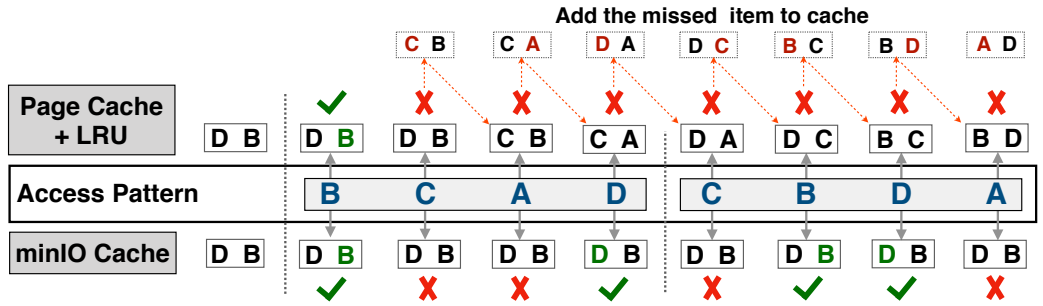 Add the missed item to cache
C B C A D A D C B C B D A D
Page Cache
+ LRU
D B D B D B C B C A D A D C B C B D
Access Pattern B C A D C B D A
minIO Cache D B D B D B D B D B D B D B D B D B